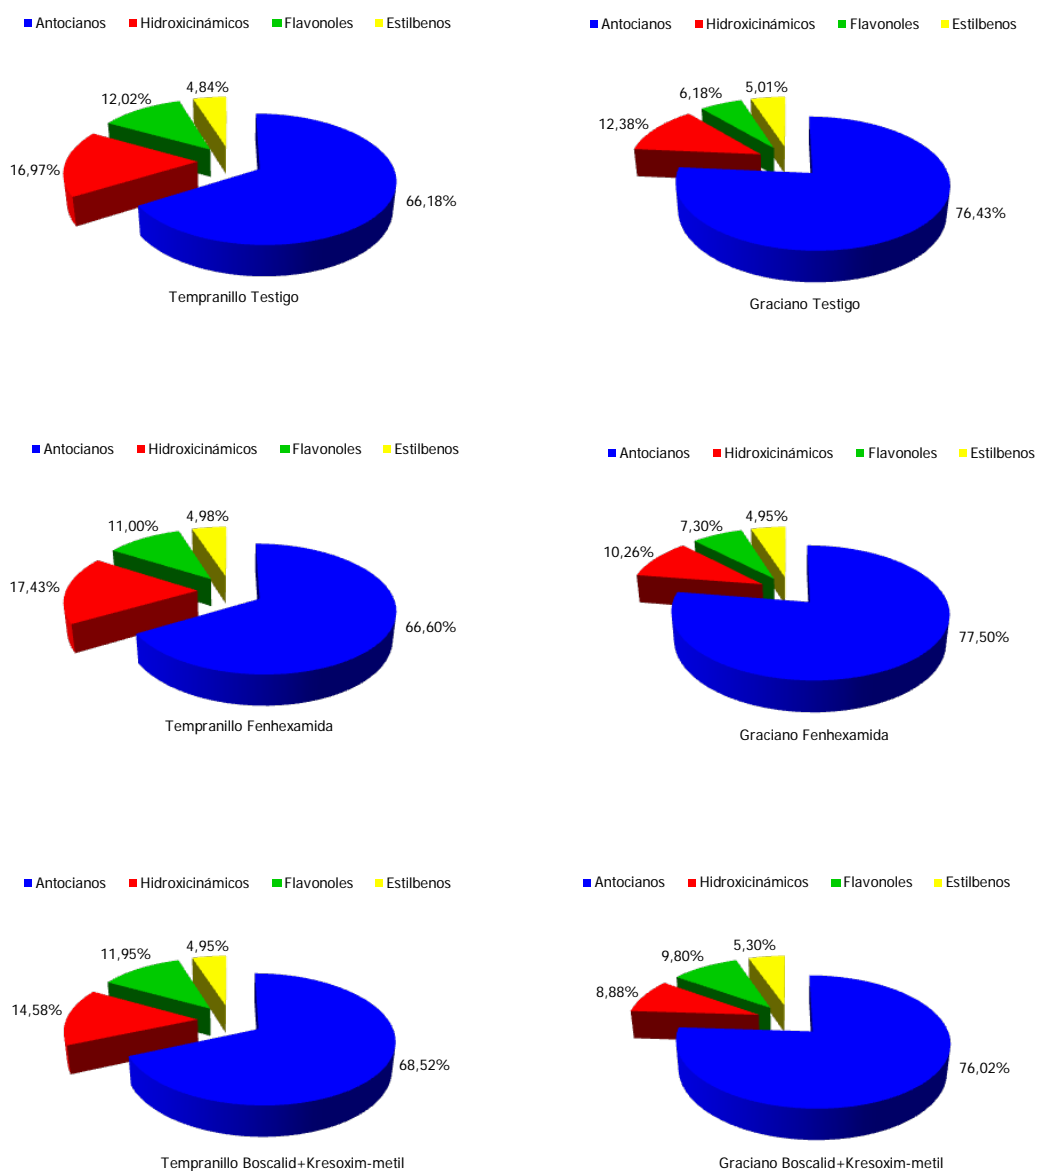 Antocianos Hidroxicinámicos Flavonoles Estilbenos
4,84%
12,02%
16,97%
66,18%
Tempranillo Testigo
Antocianos Hidroxicinámicos Flavonoles Estilbenos
5,01%
6,18%
12,38%
76,43%
Graciano Testigo
Antocianos Hidroxicinámicos Flavonoles Estilbenos
4,98%
11,00%
17,43%
66,60%
Tempranillo Fenhexamida
Antocianos Hidroxicinámicos Flavonoles Estilbenos
4,95%
7,30%
10,26%
77,50%
Graciano Fenhexamida
Antocianos Hidroxicinámicos Flavonoles Estilbenos
4,95%
11,95%
14,58%
68,52%
Tempranillo Boscalid+Kresoxim-metil
Antocianos Hidroxicinámicos Flavonoles Estilbenos
5,30%
9,80%
8,88%
76,02%
Graciano Boscalid+Kresoxim-metil